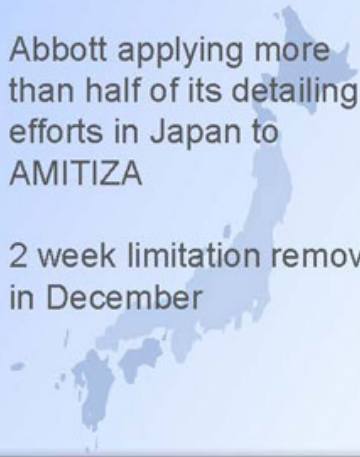 Abbott applying more
than half of its detailing
efforts in Japan to
AMITIZA
2 week limitation remov
in December